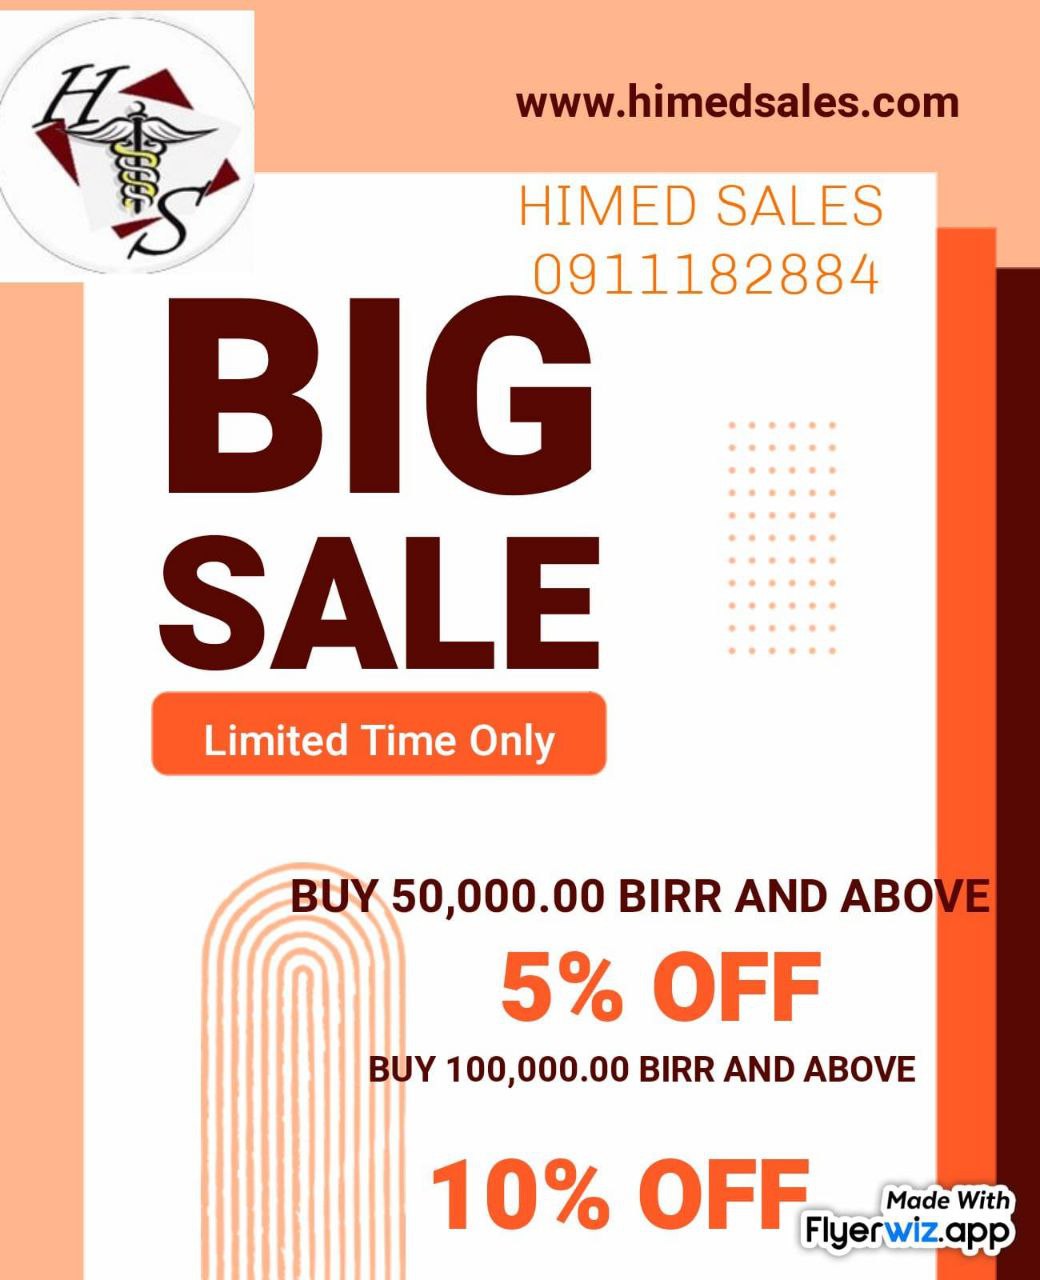 H
S
www.himedsales.com
HIMED SALES
0911182884
BIG
SALE
Limited Time Only
BUY 50,000.00 BIRR AND ABOVE
5% OFF
BUY 100,000.00 BIRR AND ABOVE
10% OFF
Made With
Flyerwiz.app